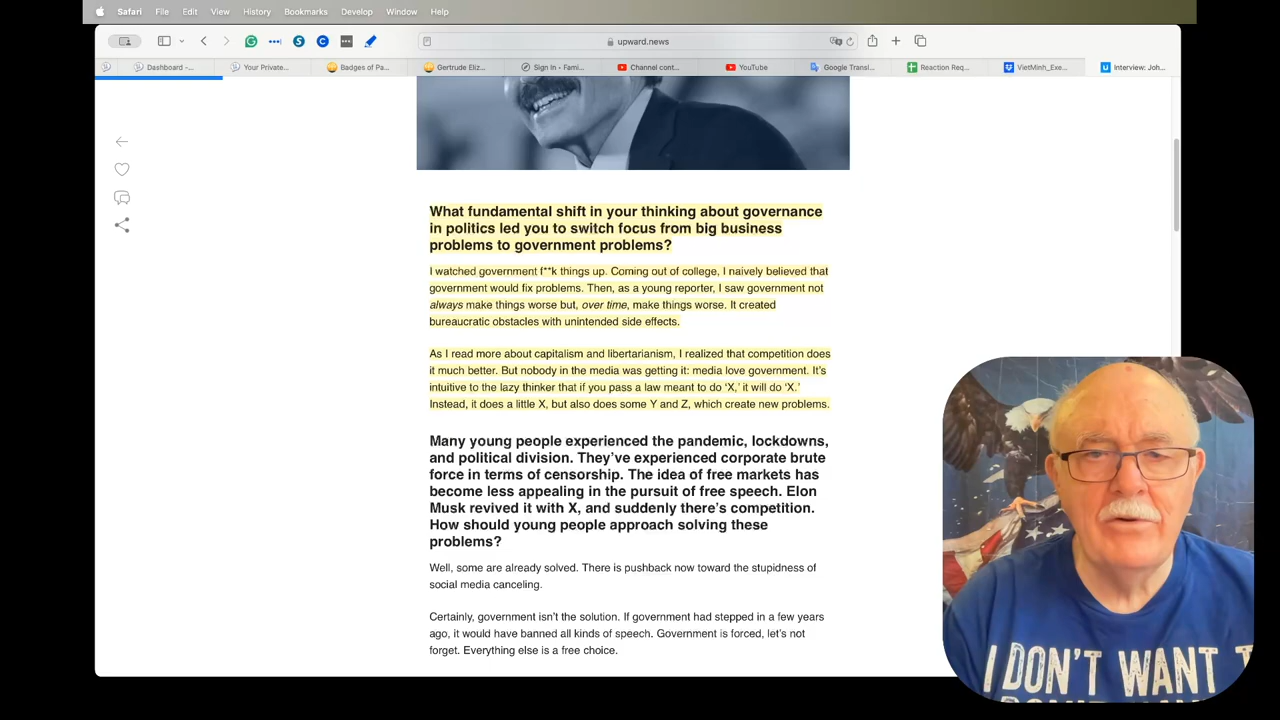 Safari File Edit View History Bookmarks Develop Window Help
upward.news
Dashboard -... Your Private... Badges of Pa... Gertrude Eliz... Sign In - Fami... Channel cont... YouTube Google Transl... Reaction Req... VietMinh_Exe... Interview: Joh...
What fundamental shift in your thinking about governance
in politics led you to switch focus from big business
problems to government problems?
I watched government f**k things up. Coming out of college, I naively believed that
government would fix problems. Then, as a young reporter, I saw government not
always make things worse but, over time, make things worse. It created
bureaucratic obstacles with unintended side effects.
As I read more about capitalism and libertarianism, I realized that competition does
it much better. But nobody in the media was getting it: media love government. It's
intuitive to the lazy thinker that if you pass a law meant to do 'X,' it will do 'X.'
Instead, it does a little X, but also does some Y and Z, which create new problems.
Many young people experienced the pandemic, lockdowns,
and political division. They've experienced corporate brute
force in terms of censorship. The idea of free markets has
become less appealing in the pursuit of free speech. Elon
Musk revived it with X, and suddenly there's competition.
How should young people approach solving these
problems?
Well, some are already solved. There is pushback now toward the stupidness of
social media canceling.
Certainly, government isn't the solution. If government had stepped in a few years
ago, it would have banned all kinds of speech. Government is forced, let's not
forget. Everything else is a free choice.
I DON'T WANT T